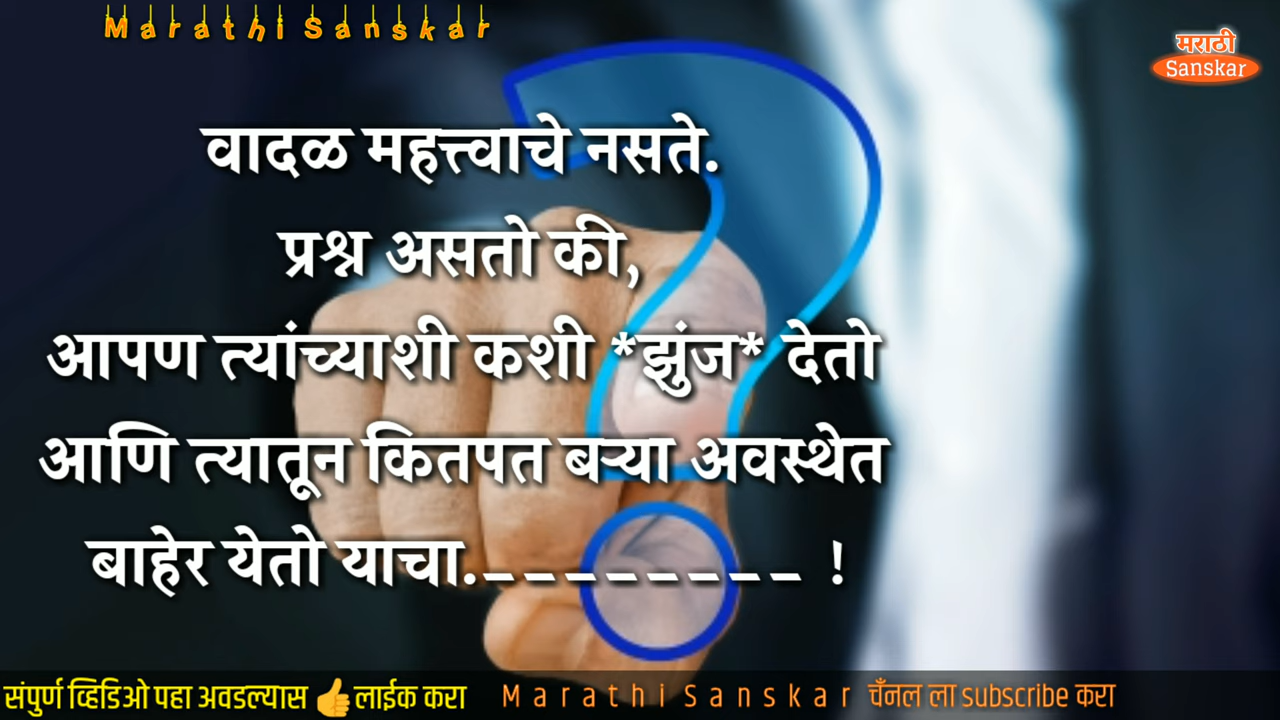 Marathi Sanskar
मराठी
Sanskar
वादळ महत्त्वाचे नसते.
प्रश्न असतो की,
आपण त्यांच्याशी कशी *झुंज* देतो
आणि त्यातून कितपत बऱ्या अवस्थेत
बाहेर येतो याचा.________ !
संपुर्ण व्हिडिओ पहा अवडल्यास 👍 लाईक करा Marathi Sanskar चॅंनल ला subscribe करा